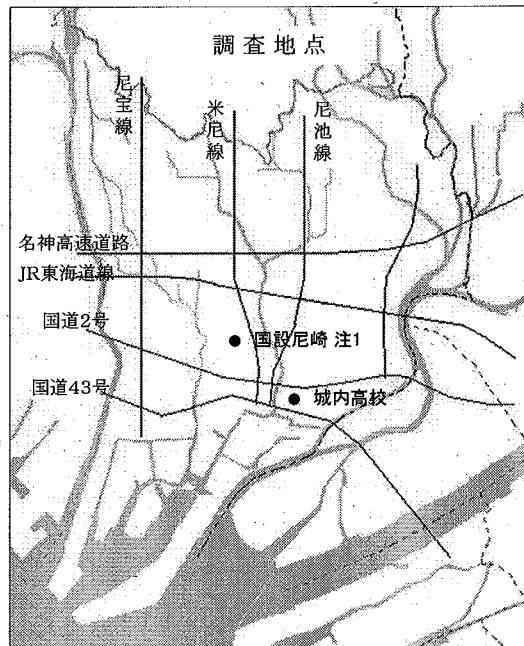 調査地点
尼宝線
米尼線
尼池線
名神高速道路
JR東海道線
国道2号
国設尼崎 注1
国道43号
城内高校